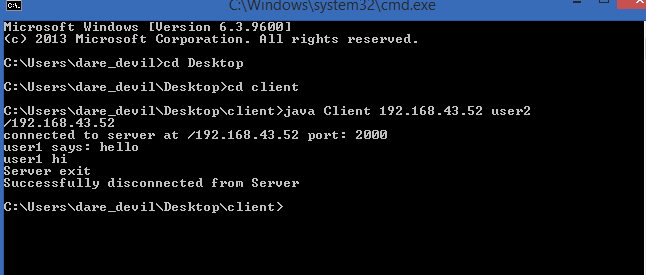 C:\Windows\system32\cmd.exe
Microsoft Windows [Version 6.3.9600]
(c) 2013 Microsoft Corporation. All rights reserved.
C:\Users\dare_devil>cd Desktop
C:\Users\dare_devil\Desktop>cd client
C:\Users\dare_devil\Desktop\client>java Client 192.168.43.52 user2
/192.168.43.52
connected to server at /192.168.43.52 port: 2000
user1 says: hello
user1 hi
Server exit
Successfully disconnected from Server
C:\Users\dare_devil\Desktop\client>